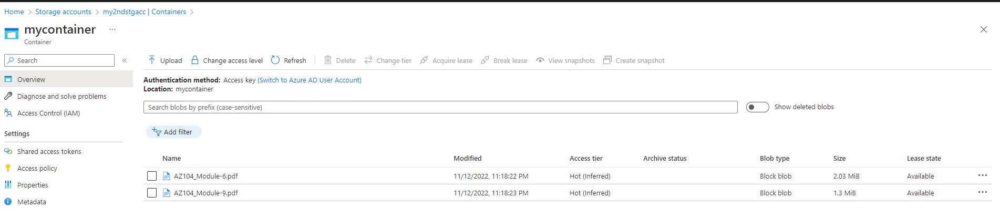 Home > Storage accounts > my2ndstgacc | Containers >
mycontainer ...
Container
Search «
Overview
Diagnose and solve problems
Access Control (IAM)
Settings
Shared access tokens
Access policy
Properties
Metadata
Upload Change access level Refresh Delete Change tier Acquire lease Break lease View snapshots Create snapshot
Authentication method: Access key (Switch to Azure AD User Account)
Location: mycontainer
Search blobs by prefix (case-sensitive) Show deleted blobs
Add filter
Name Modified Access tier Archive status Blob type Size Lease state
AZ104_Module-6.pdf 11/12/2022, 11:18:22 PM Hot (Inferred) Block blob 2.03 MiB Available ...
AZ104_Module-9.pdf 11/12/2022, 11:18:23 PM Hot (Inferred) Block blob 1.3 MiB Available ...